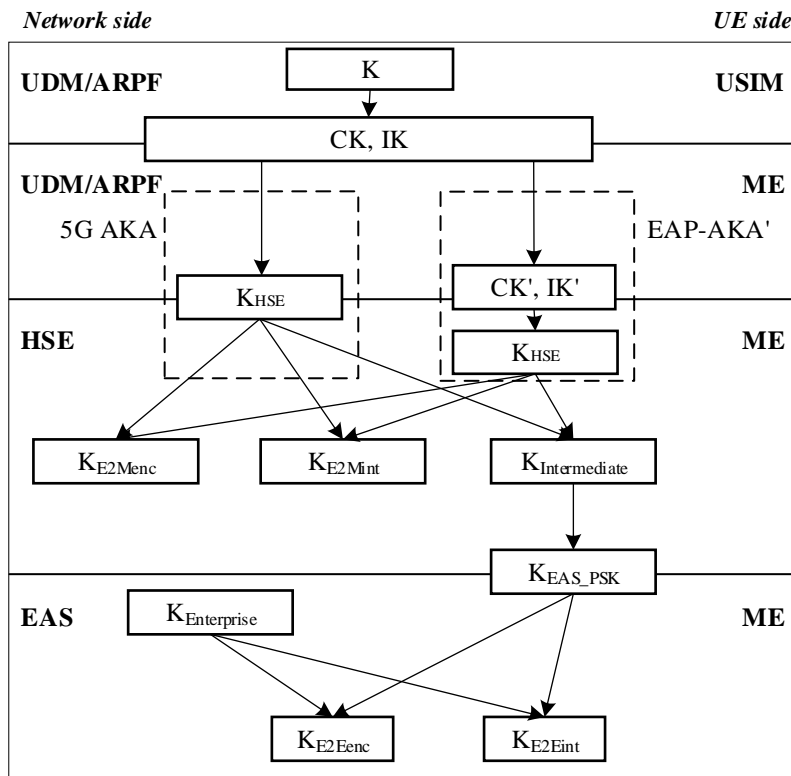 Network side
UE side
UDM/ARPF
K
USIM
CK, IK
UDM/ARPF
ME
5G AKA
EAP-AKA'
KHSE
CK', IK'
HSE
KHSE
ME
KE2Menc
KE2Mint
KIntermediate
KEAS_PSK
EAS
KEnterprise
ME
KE2Eenc
KE2Eint